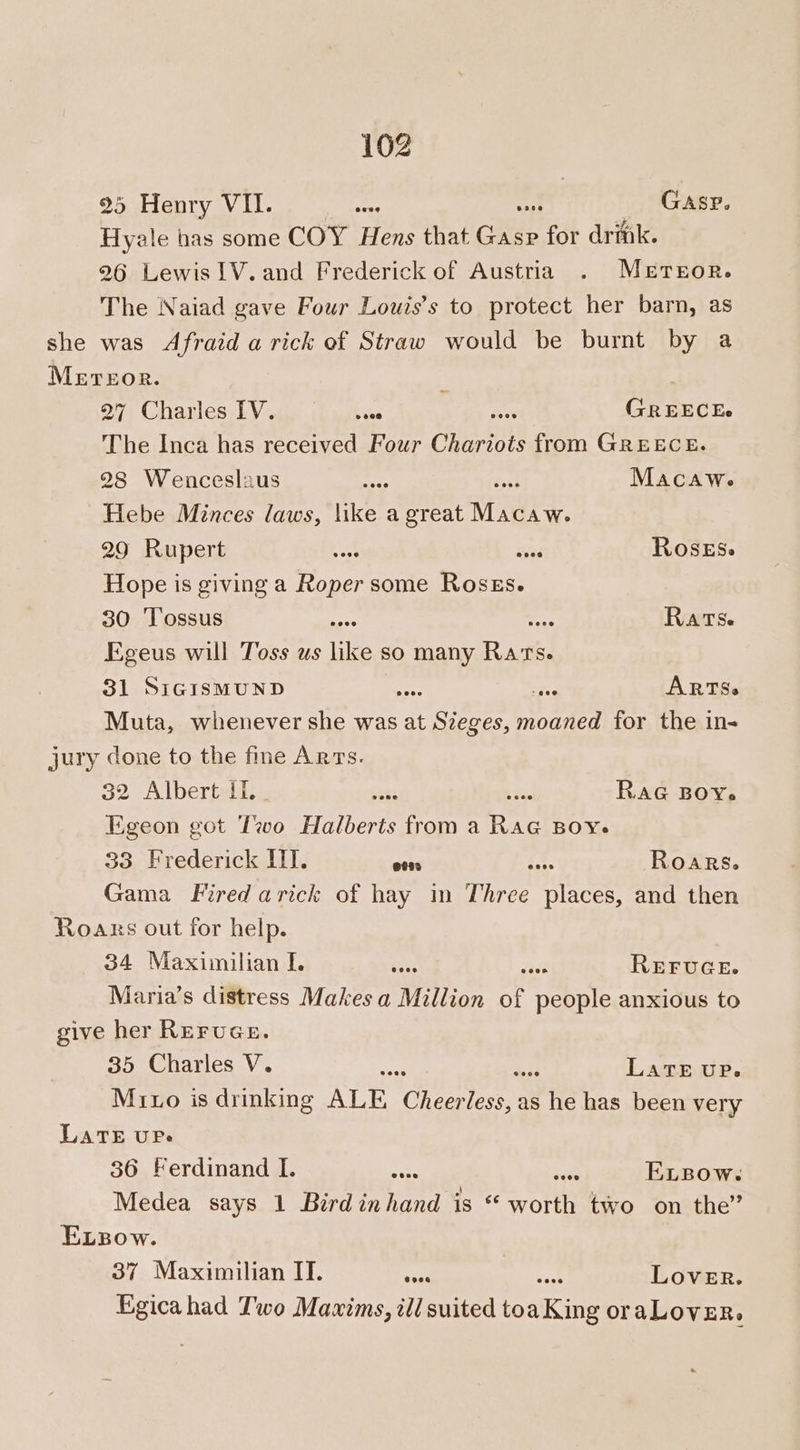 102
25 Henry VII. .... .... GASP.
Hyale has some COY Hens that GASP for drink.
26 Lewis IV. and Frederick of Austria . METEOR.
The Naiad gave Four Louis's to protect her barn, as
she was Afraid a rick of Straw would be burnt by a
METEOR.
27 Charles IV. .... .... GREECE.
The Inca has received Four Chariots from GREECE.
28 Wenceslaus .... .... MACAW.
Hebe Minces laws, like a great MACAW.
29 Rupert .... .... ROSES.
Hope is giving a Roper some ROSES.
30 Tossus .... .... RATS.
Egeus will Toss us like so many RATS.
31 SIGISMUND .... .... ARTS.
Muta, whenever she was at Sieges, moaned for the in-
jury done to the fine ARTS.
32 Albert II. .... .... RAG BOY.
Egeon got Two Halberts from a RAG BOY.
33 Frederick III. .... .... ROARS.
Gama Fired a rick of hay in Three places, and then
ROARS out for help.
34 Maximilian I. .... .... REFUGE.
Maria's distress Makes a Million of people anxious to
give her REFUGE.
35 Charles V. .... .... LATE UP.
MILO is drinking ALE Cheerless, as he has been very
LATE UP.
36 Ferdinand I. .... .... ELBOW.
Medea says 1 Bird in hand is “ worth two on the”
ELBOW.
37 Maximilian II. .... .... LOVER.
Egica had Two Maxims, ill suited to a King or a LOVER.